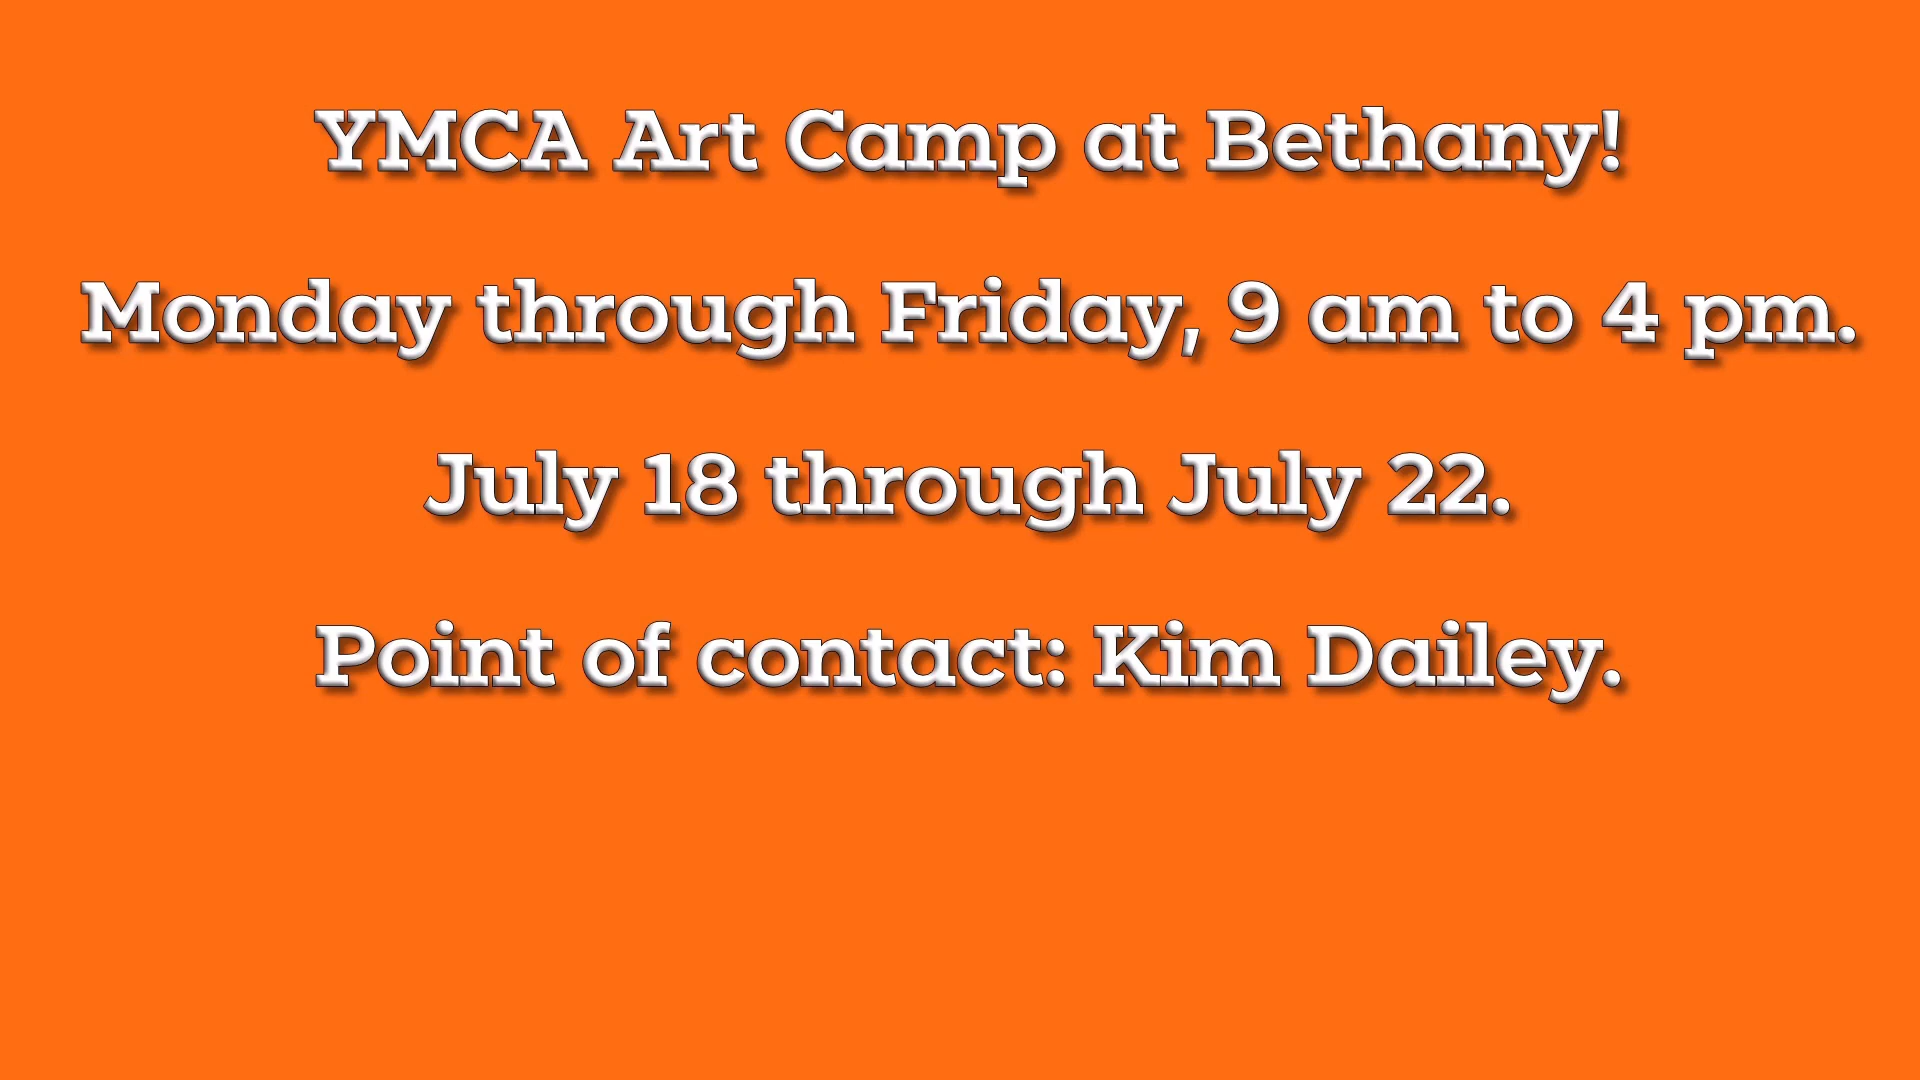 YMCA Art Camp at Bethany!
Monday through Friday, 9 am to 4 pm.
July 18 through July 22.
Point of contact: Kim Dailey.